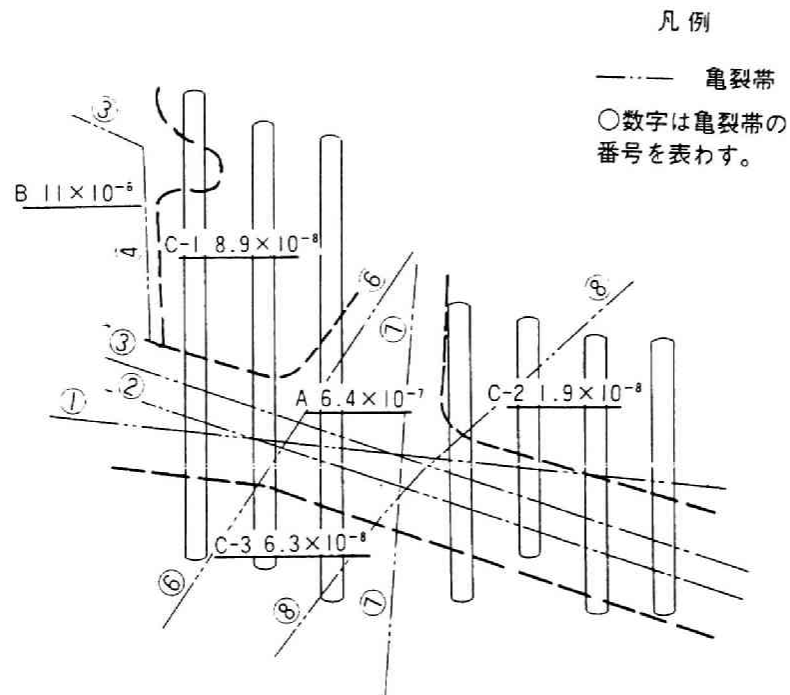 凡例
亀裂帯
○数字は亀裂帯の
番号を表わす。
③
B 11×10⁻⁶
4
C-1 8.9×10⁻⁸
⑥
⑦
⑧
③
②
①
A 6.4×10⁻⁷
C-2 1.9×10⁻⁸
C-3 6.3×10⁻⁸
⑥
⑧
⑦